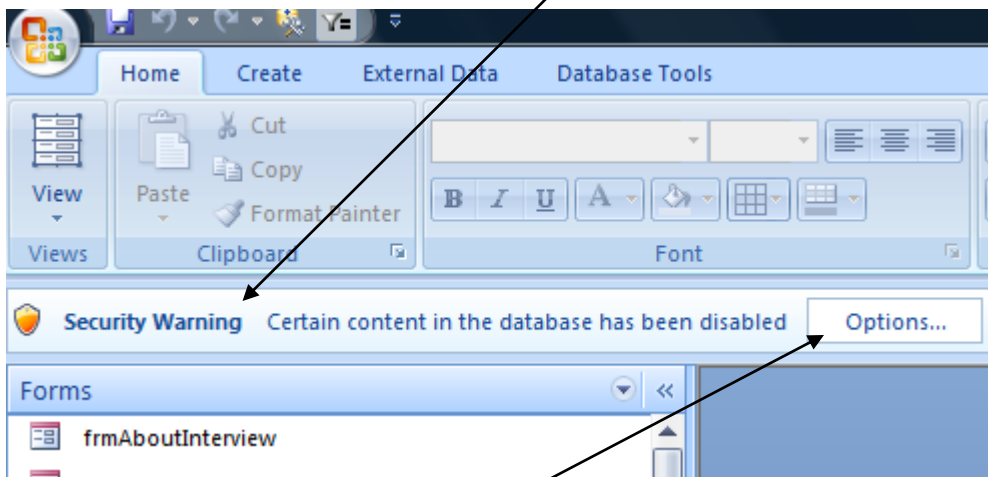 Home Create External Data Database Tools
Cut
Copy
View Paste
Format Painter
B I U A
Views Clipboard Font
Security Warning Certain content in the database has been disabled Options...
Forms
frmAboutInterview